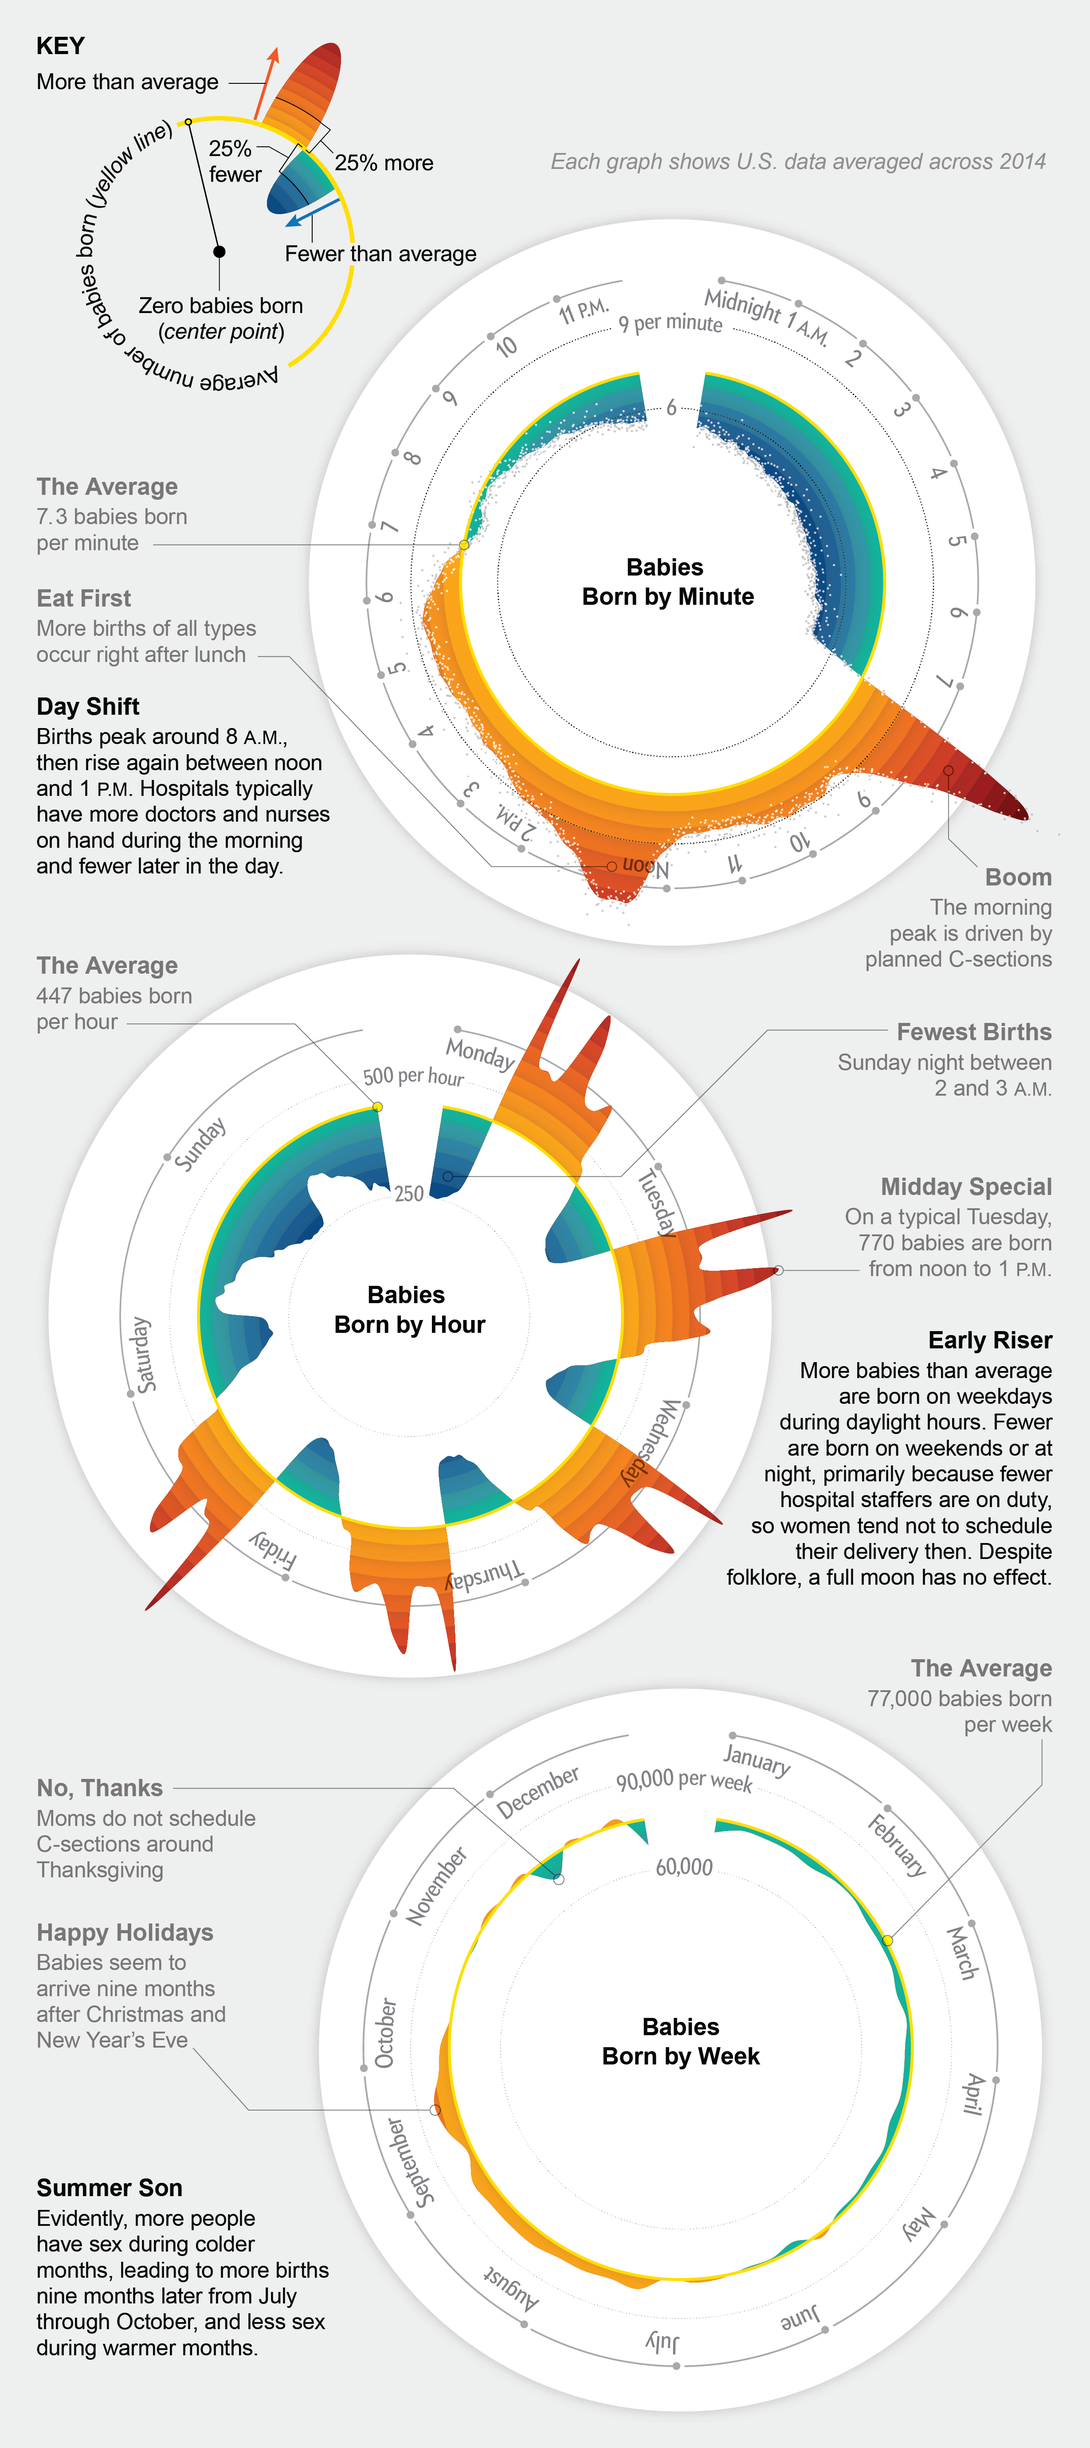 KEY
More than average
25%
fewer
25% more
Fewer than average
Zero babies born
(center point)
Average number of babies born (yellow line)
Each graph shows U.S. data averaged across 2014
Midnight
1 A.M.
2
3
4
5
6
7
9
10
11
Noon
2 P.M.
3
4
5
6
7
8
9
10
11 P.M.
9 per minute
6
Babies
Born by Minute
The Average
7.3 babies born
per minute
Eat First
More births of all types
occur right after lunch
Day Shift
Births peak around 8 A.M.,
then rise again between noon
and 1 P.M. Hospitals typically
have more doctors and nurses
on hand during the morning
and fewer later in the day.
Boom
The morning
peak is driven by
planned C-sections
The Average
447 babies born
per hour
Monday
Tuesday
Wednesday
Thursday
Friday
Saturday
Sunday
500 per hour
250
Babies
Born by Hour
Fewest Births
Sunday night between
2 and 3 A.M.
Midday Special
On a typical Tuesday,
770 babies are born
from noon to 1 P.M.
Early Riser
More babies than average
are born on weekdays
during daylight hours. Fewer
are born on weekends or at
night, primarily because fewer
hospital staffers are on duty,
so women tend not to schedule
their delivery then. Despite
folklore, a full moon has no effect.
The Average
77,000 babies born
per week
No, Thanks
Moms do not schedule
C-sections around
Thanksgiving
Happy Holidays
Babies seem to
arrive nine months
after Christmas and
New Year's Eve
January
February
March
April
May
June
July
August
September
October
November
December
90,000 per week
60,000
Babies
Born by Week
Summer Son
Evidently, more people
have sex during colder
months, leading to more births
nine months later from July
through October, and less sex
during warmer months.